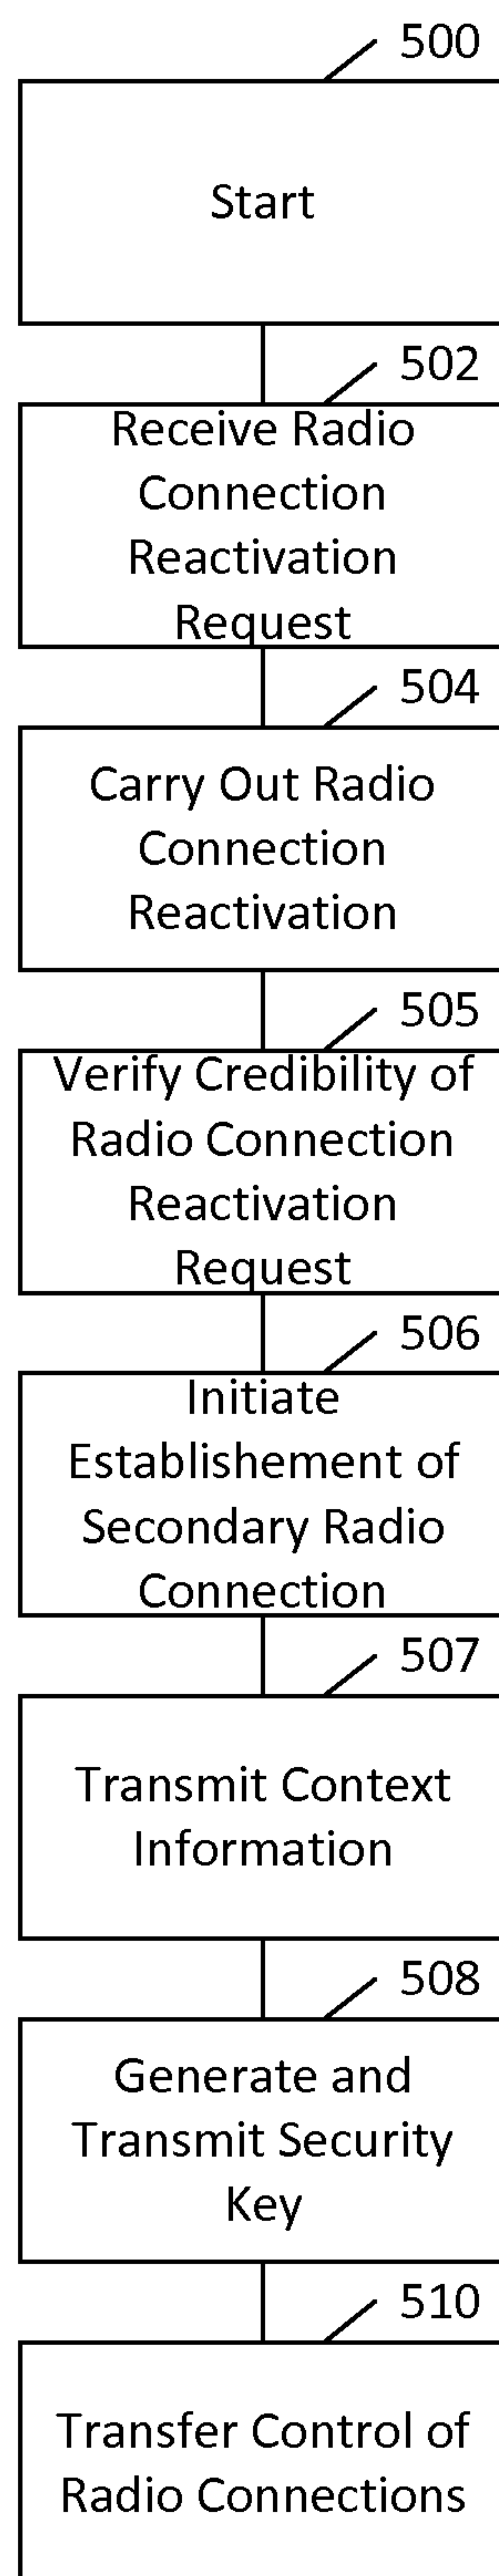 500
Start
502
Receive Radio
Connection
Reactivation
Request
504
Carry Out Radio
Connection
Reactivation
505
Verify Credibility of
Radio Connection
Reactivation
Request
506
Initiate
Establishement of
Secondary Radio
Connection
507
Transmit Context
Information
508
Generate and
Transmit Security
Key
510
Transfer Control of
Radio Connections